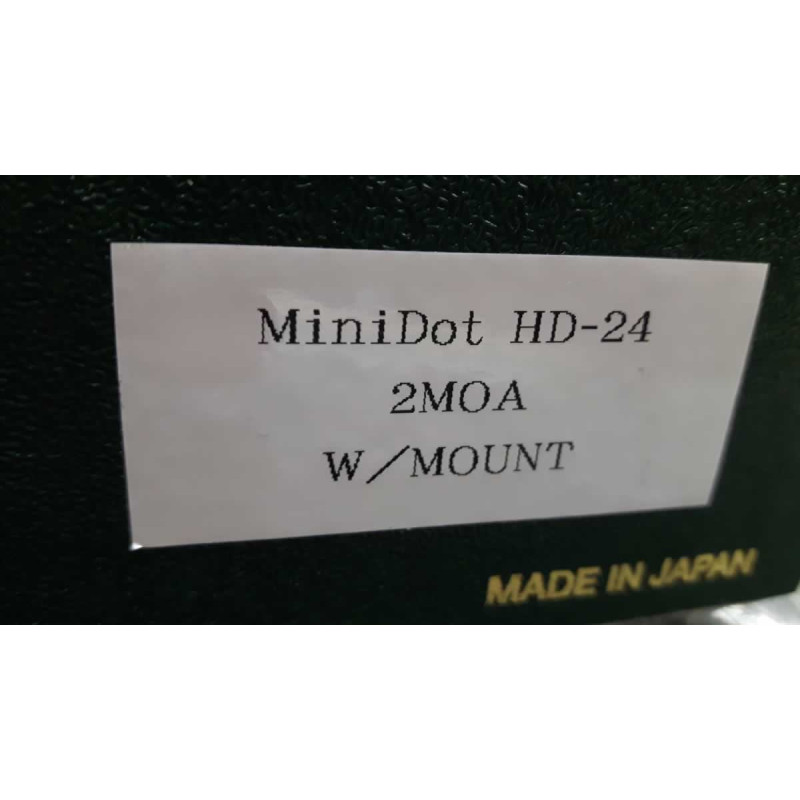 MiniDot HD-24
2MOA
W/MOUNT
MADE IN JAPAN